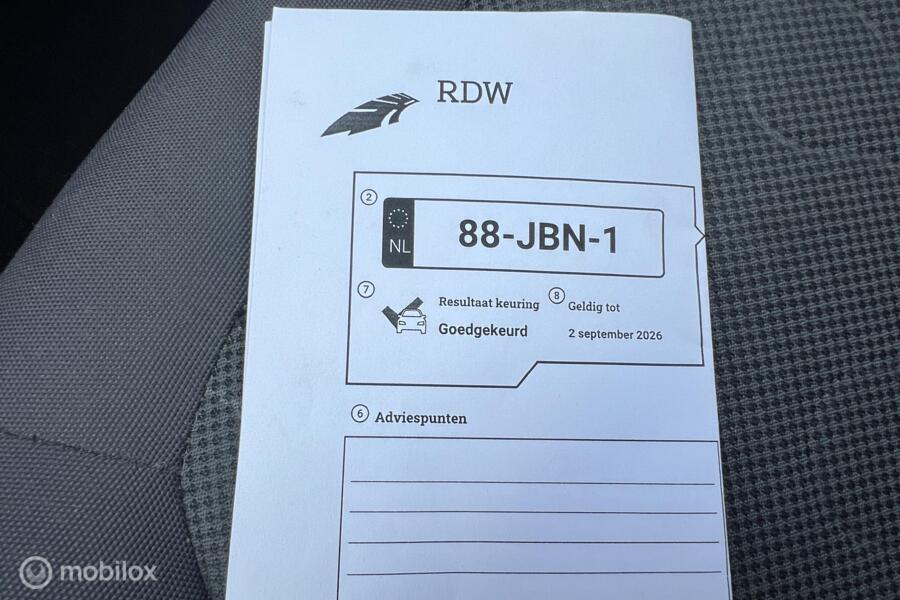 RDW
2
NL
88-JBN-1
7
Resultaat keuring
Goedgekeurd
8
Geldig tot
2 september 2026
6 Adviespunten
mobilox